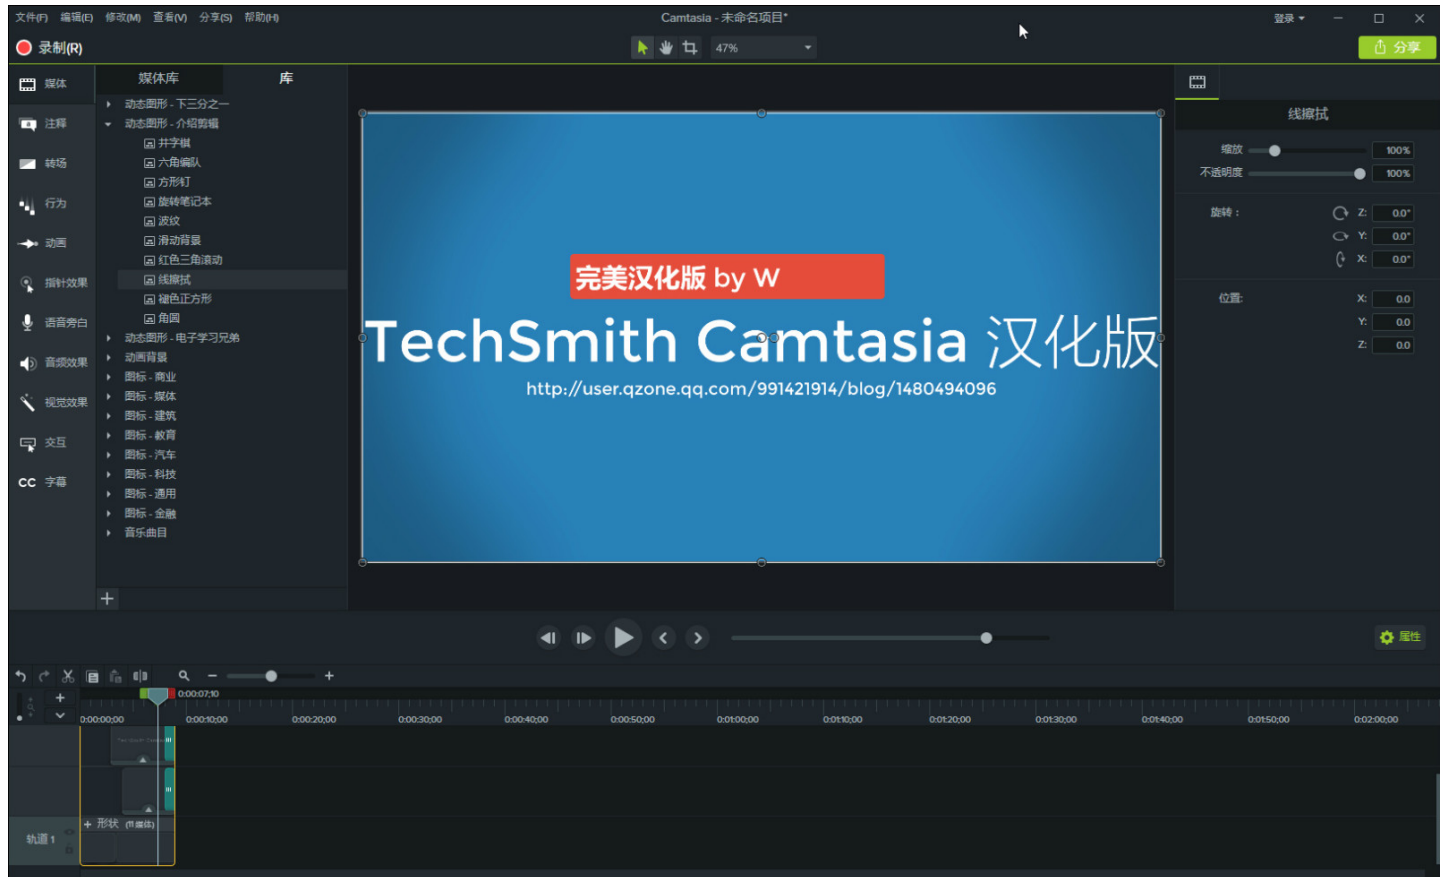 文件(F) 编辑(E) 修改(M) 查看(V) 分享(S) 帮助(H) Camtasia - 未命名项目* 登录
录制(R) 47% 分享
媒体 媒体库 库
注释
转场
行为
动画
指针效果
语音旁白
音频效果
视觉效果
交互
CC 字幕
动态图形 - 下三分之一
动态图形 - 介绍剪辑
井字棋
六角编队
方形钉
旋转笔记本
波纹
滑动背景
红色三角滚动
线擦拭
褪色正方形
角圆
动态图形 - 电子学习兄弟
动画背景
图标 - 商业
图标 - 媒体
图标 - 建筑
图标 - 教育
图标 - 汽车
图标 - 科技
图标 - 通用
图标 - 金融
音乐曲目
完美汉化版 by W
TechSmith Camtasia 汉化版
http://user.qzone.qq.com/991421914/blog/1480494096
线擦拭
缩放 100%
不透明度 100%
旋转: Z: 0.0°
Y: 0.0°
X: 0.0°
位置: X: 0.0
Y: 0.0
Z: 0.0
属性
0:00:07;10
0:00:00;00 0:00:10;00 0:00:20;00 0:00:30;00 0:00:40;00 0:00:50;00 0:01:00;00 0:01:10;00 0:01:20;00 0:01:30;00 0:01:40;00 0:01:50;00 0:02:00;00
形状 (11 媒体)
轨道 1